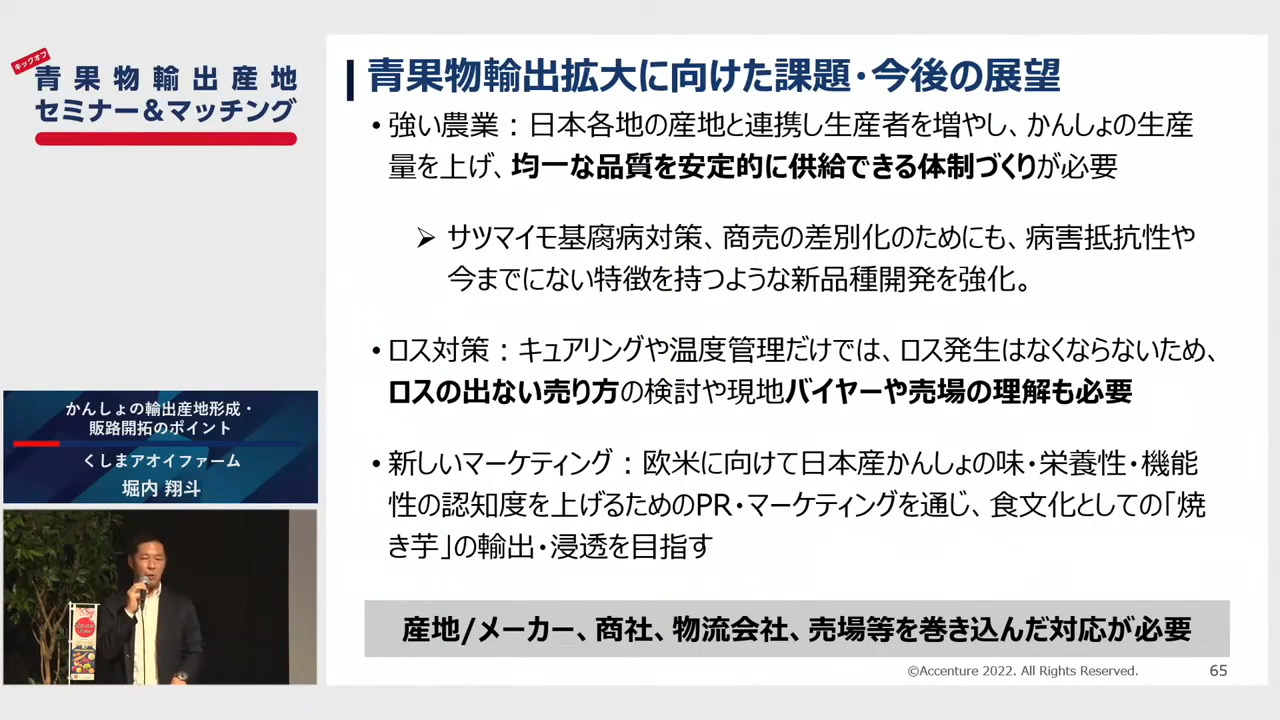 キックオフ
青果物輸出産地
セミナー＆マッチング
かんしょの輸出産地形成・
販路開拓のポイント
くしまアオイファーム
堀内 翔斗
青果物輸出拡大に向けた課題・今後の展望
• 強い農業：日本各地の産地と連携し生産者を増やし、かんしょの生産
量を上げ、均一な品質を安定的に供給できる体制づくりが必要
➢ サツマイモ基腐病対策、商売の差別化のためにも、病害抵抗性や
今までにない特徴を持つような新品種開発を強化。
• ロス対策：キュアリングや温度管理だけでは、ロス発生はなくならないため、
ロスの出ない売り方の検討や現地バイヤーや売場の理解も必要
• 新しいマーケティング：欧米に向けて日本産かんしょの味・栄養性・機能
性の認知度を上げるためのPR・マーケティングを通じ、食文化としての「焼
き芋」の輸出・浸透を目指す
産地/メーカー、商社、物流会社、売場等を巻き込んだ対応が必要
©Accenture 2022. All Rights Reserved.
65